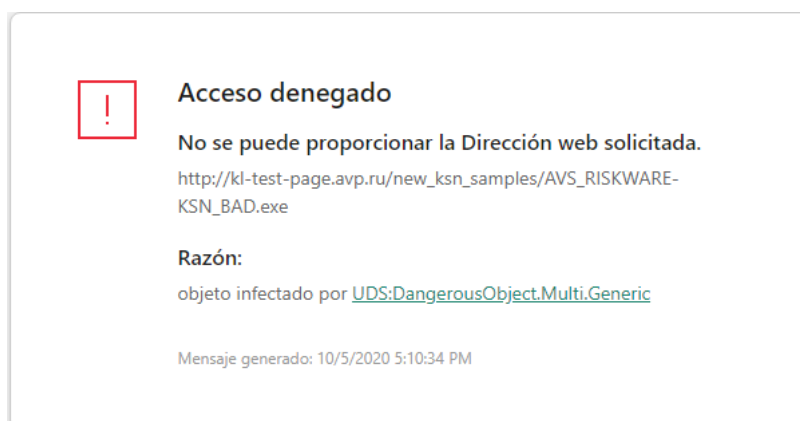 !
Acceso denegado
No se puede proporcionar la Dirección web solicitada.
http://kl-test-page.avp.ru/new_ksn_samples/AVS_RISKWARE-
KSN_BAD.exe
Razón:
objeto infectado por UDS:DangerousObject.Multi.Generic
Mensaje generado: 10/5/2020 5:10:34 PM